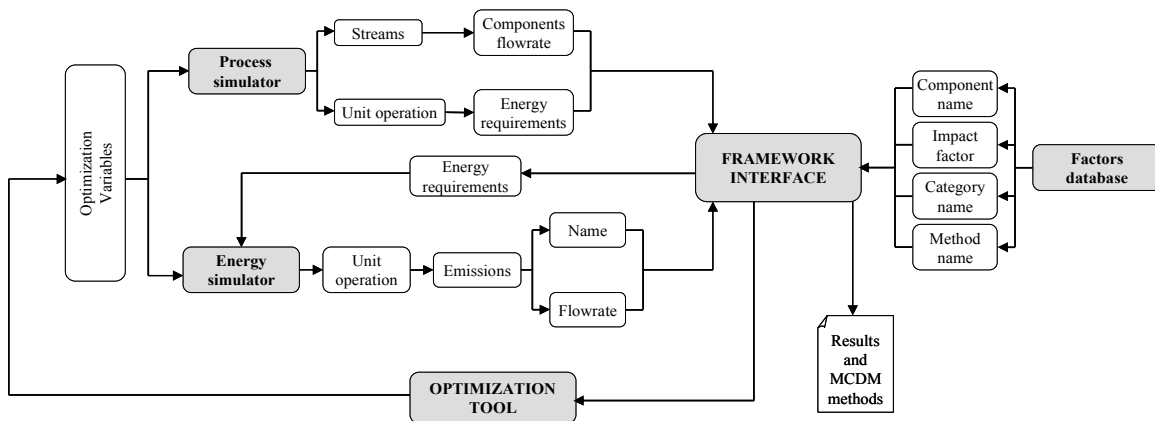 Optimization
Variables
Process
simulator
Streams
Components
flowrate
Unit operation
Energy
requirements
Energy
requirements
FRAMEWORK
INTERFACE
Component
name
Impact
factor
Category
name
Method
name
Factors
database
Energy
simulator
Unit
operation
Emissions
Name
Flowrate
Results
and
MCDM
methods
OPTIMIZATION
TOOL